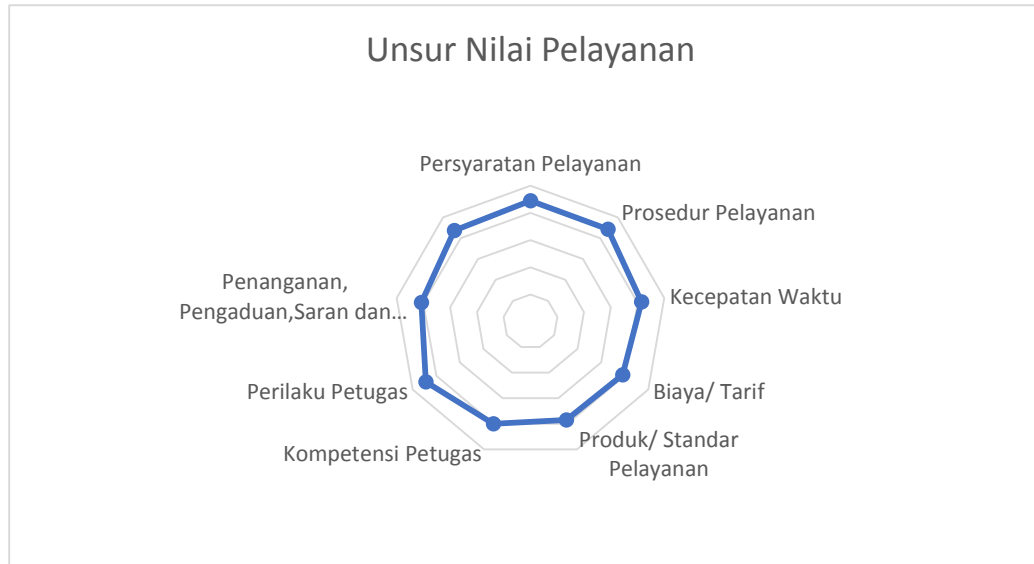 Unsur Nilai Pelayanan
Persyaratan Pelayanan
Prosedur Pelayanan
Kecepatan Waktu
Biaya/ Tarif
Produk/ Standar
Pelayanan
Kompetensi Petugas
Perilaku Petugas
Penanganan,
Pengaduan,Saran dan...